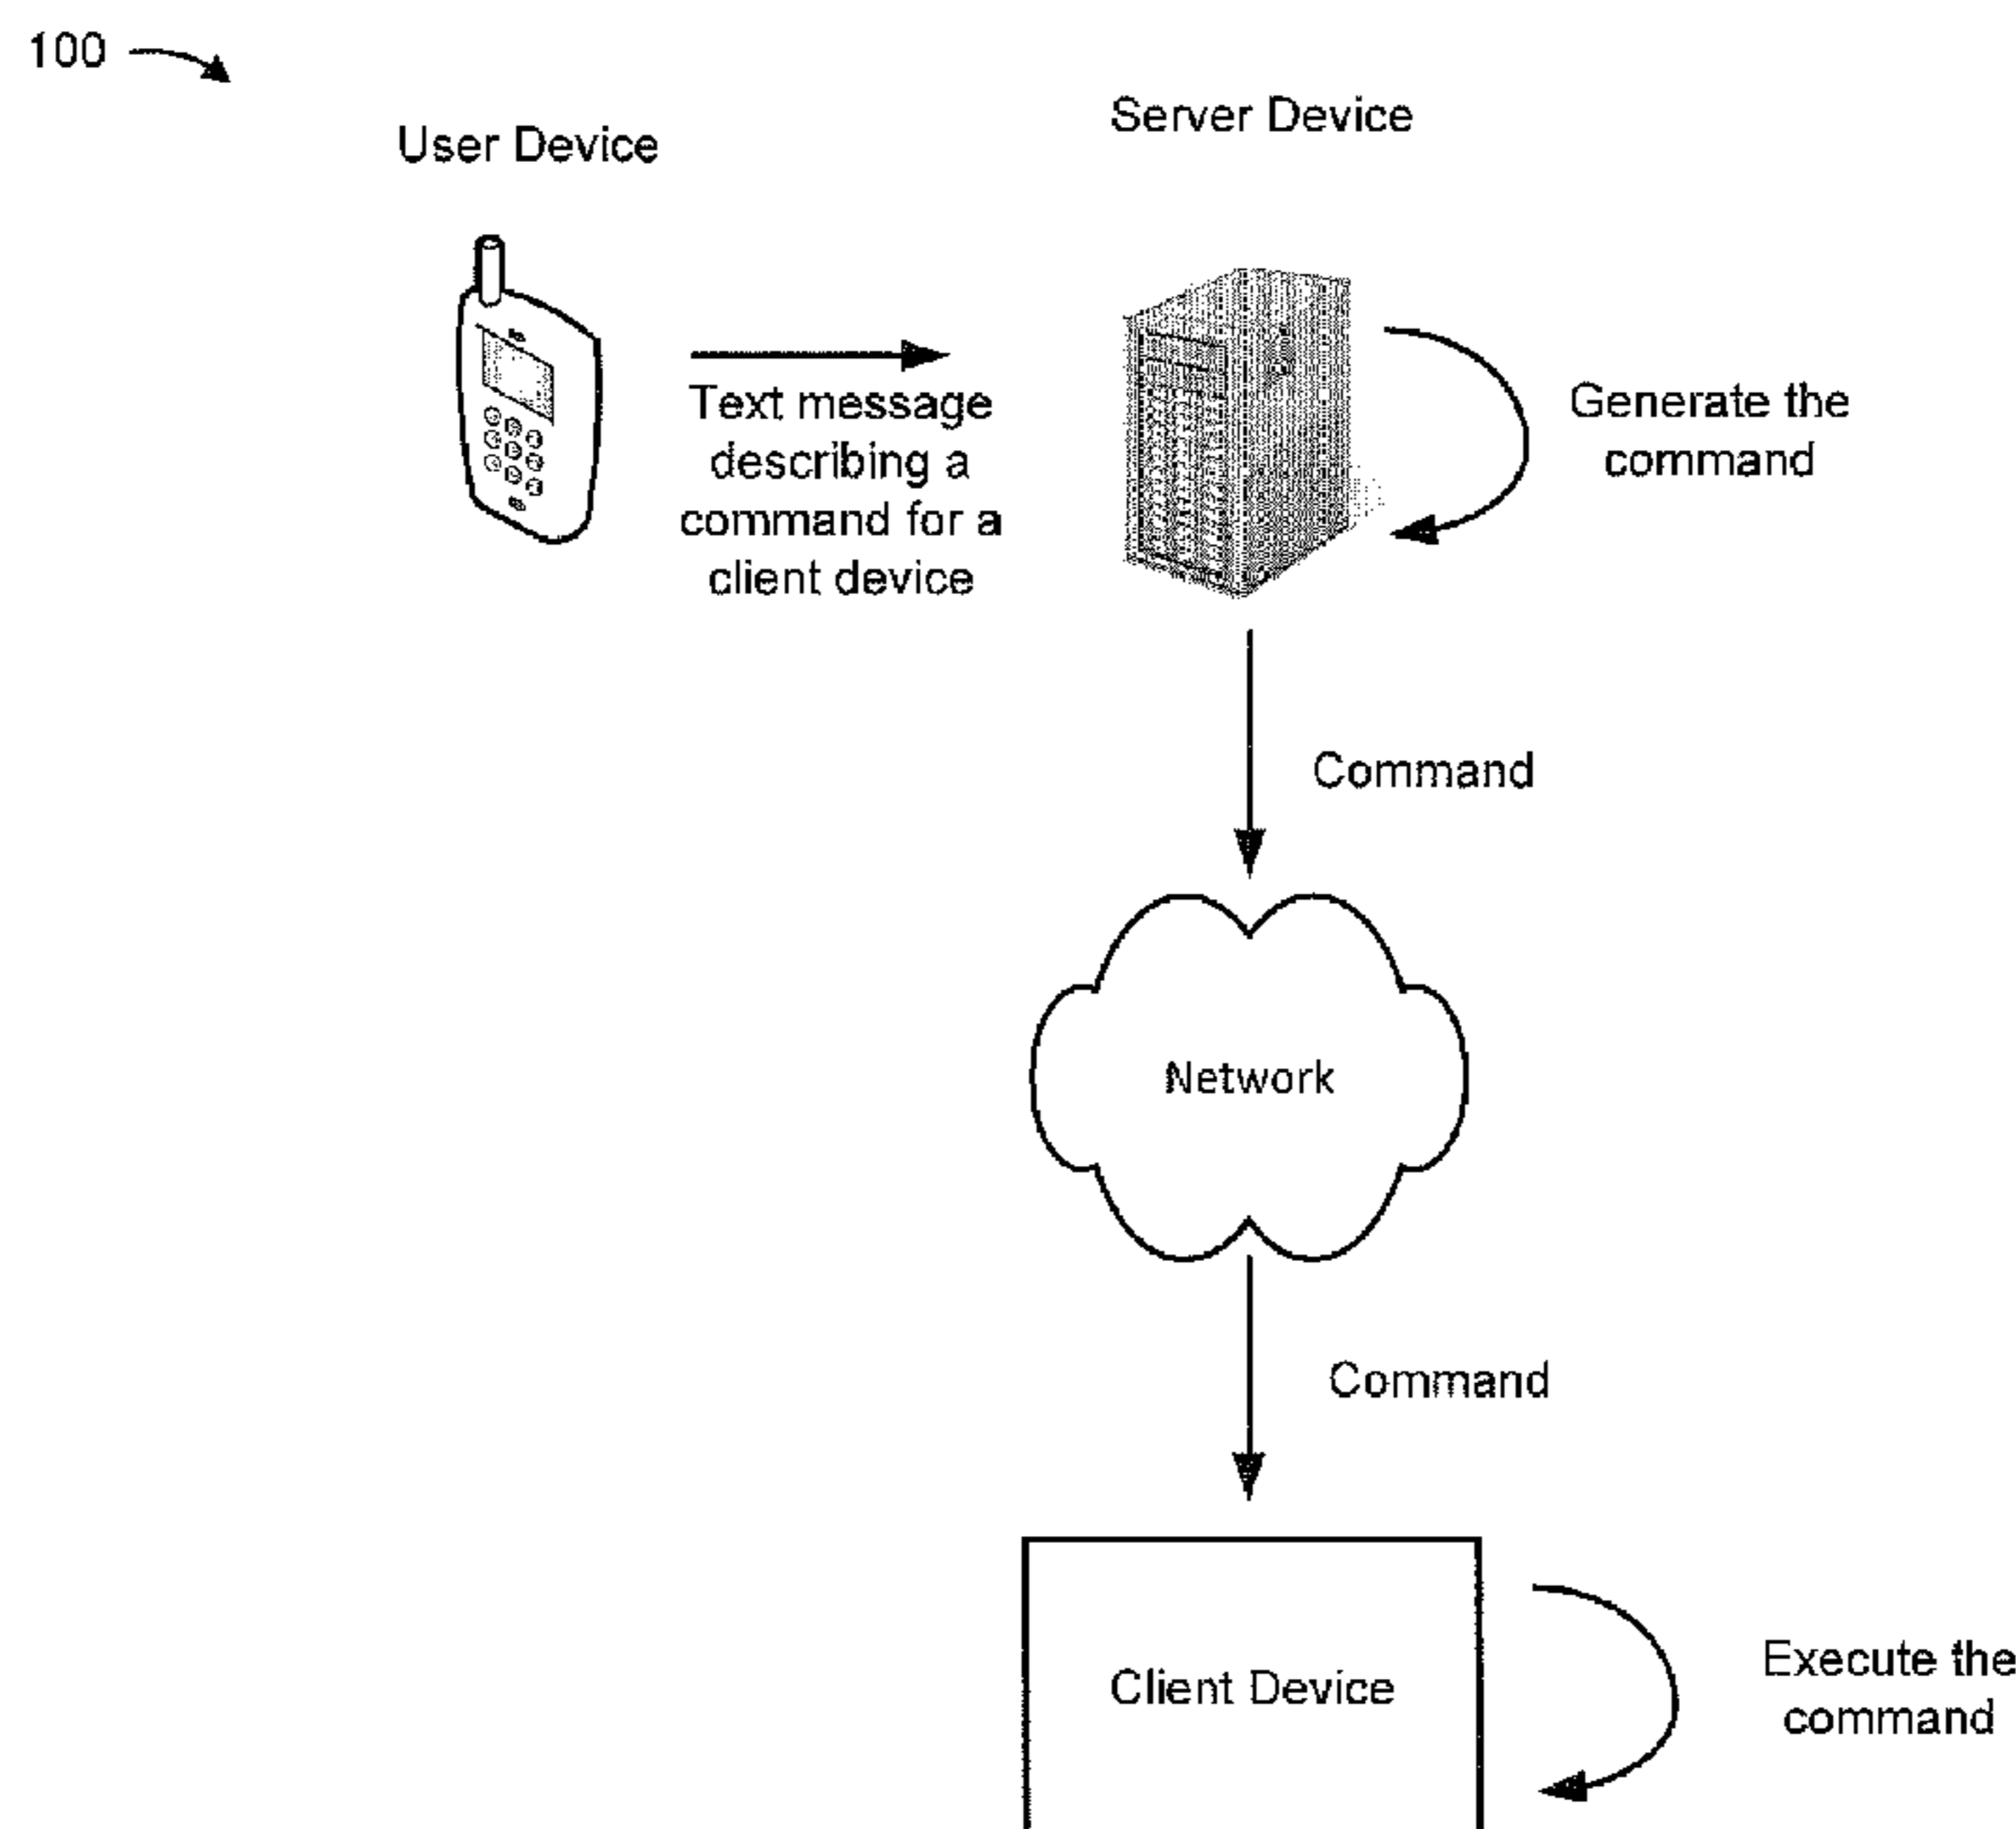 100
User Device
Server Device
Text message
describing a
command for a
client device
Generate the
command
Command
Network
Command
Client Device
Execute the
command